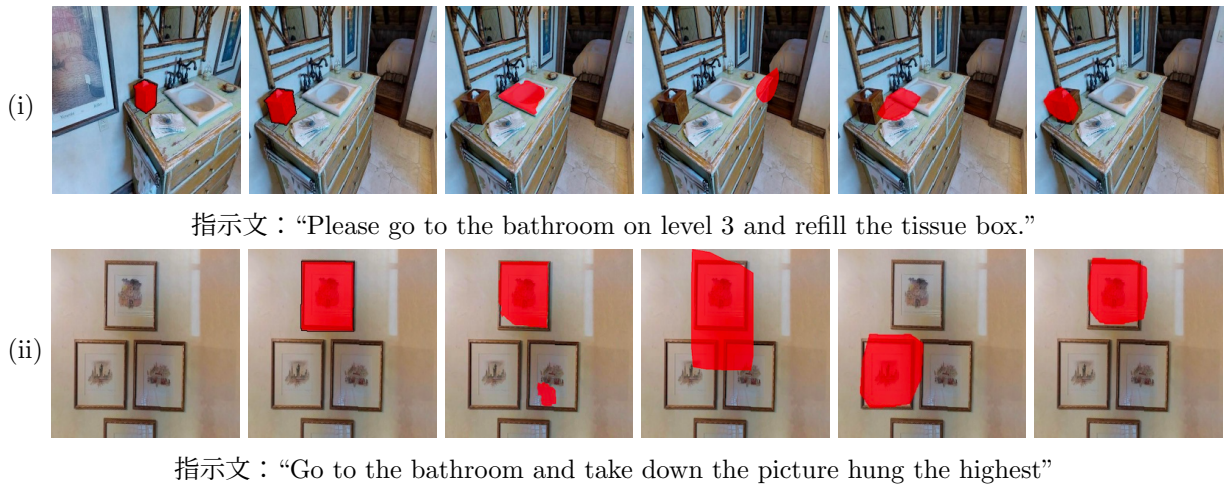 (i)
指示文：“Please go to the bathroom on level 3 and refill the tissue box.”
(ii)
指示文：“Go to the bathroom and take down the picture hung the highest”